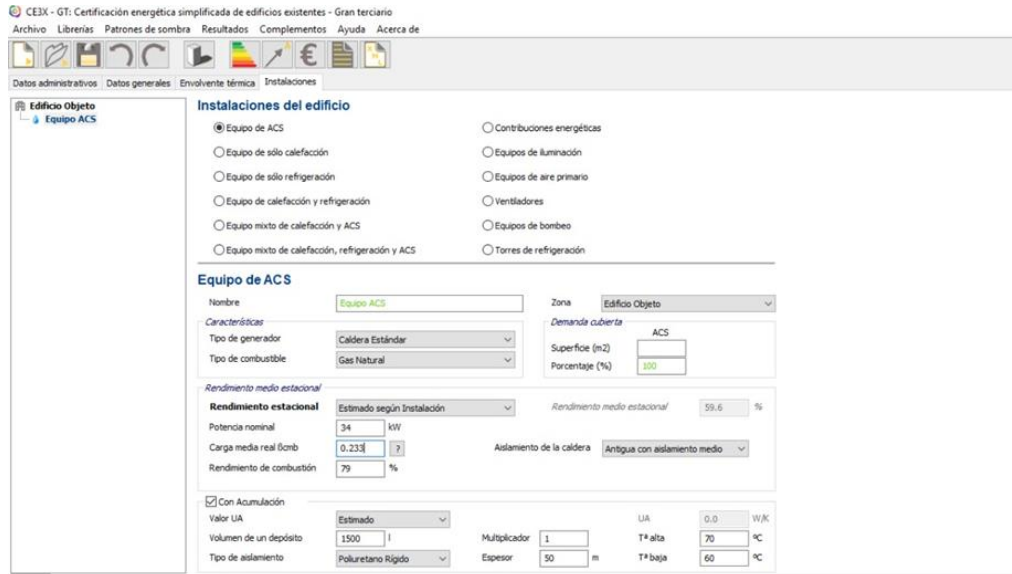 CE3X - GT: Certificación energética simplificada de edificios existentes - Gran terciario
Archivo Librerías Patrones de sombra Resultados Complementos Ayuda Acerca de
Datos administrativos Datos generales Envolvente térmica Instalaciones
Edificio Objeto
Equipo ACS
Instalaciones del edificio
Equipo de ACS Contribuciones energéticas
Equipo de sólo calefacción Equipos de iluminación
Equipo de sólo refrigeración Equipos de aire primario
Equipo de calefacción y refrigeración Ventiladores
Equipo mixto de calefacción y ACS Equipos de bombeo
Equipo mixto de calefacción, refrigeración y ACS Torres de refrigeración
Equipo de ACS
Nombre Equipo ACS Zona Edificio Objeto
Características Demanda cubierta
ACS
Tipo de generador Caldera Estándar
Superficie (m2)
Tipo de combustible Gas Natural
Porcentaje (%) 100
Rendimiento medio estacional
Rendimiento estacional Estimado según Instalación Rendimiento medio estacional 59.6 %
Potencia nominal 34 kW
Carga media real ßcmb 0.233 ? Aislamiento de la caldera Antigua con aislamiento medio
Rendimiento de combustión 79 %
Con Acumulación
Valor UA Estimado UA 0.0 W/K
Volumen de un depósito 1500 l Multiplicador 1 Tª alta 70 ºC
Tipo de aislamiento Poliuretano Rígido Espesor 50 m Tª baja 60 ºC